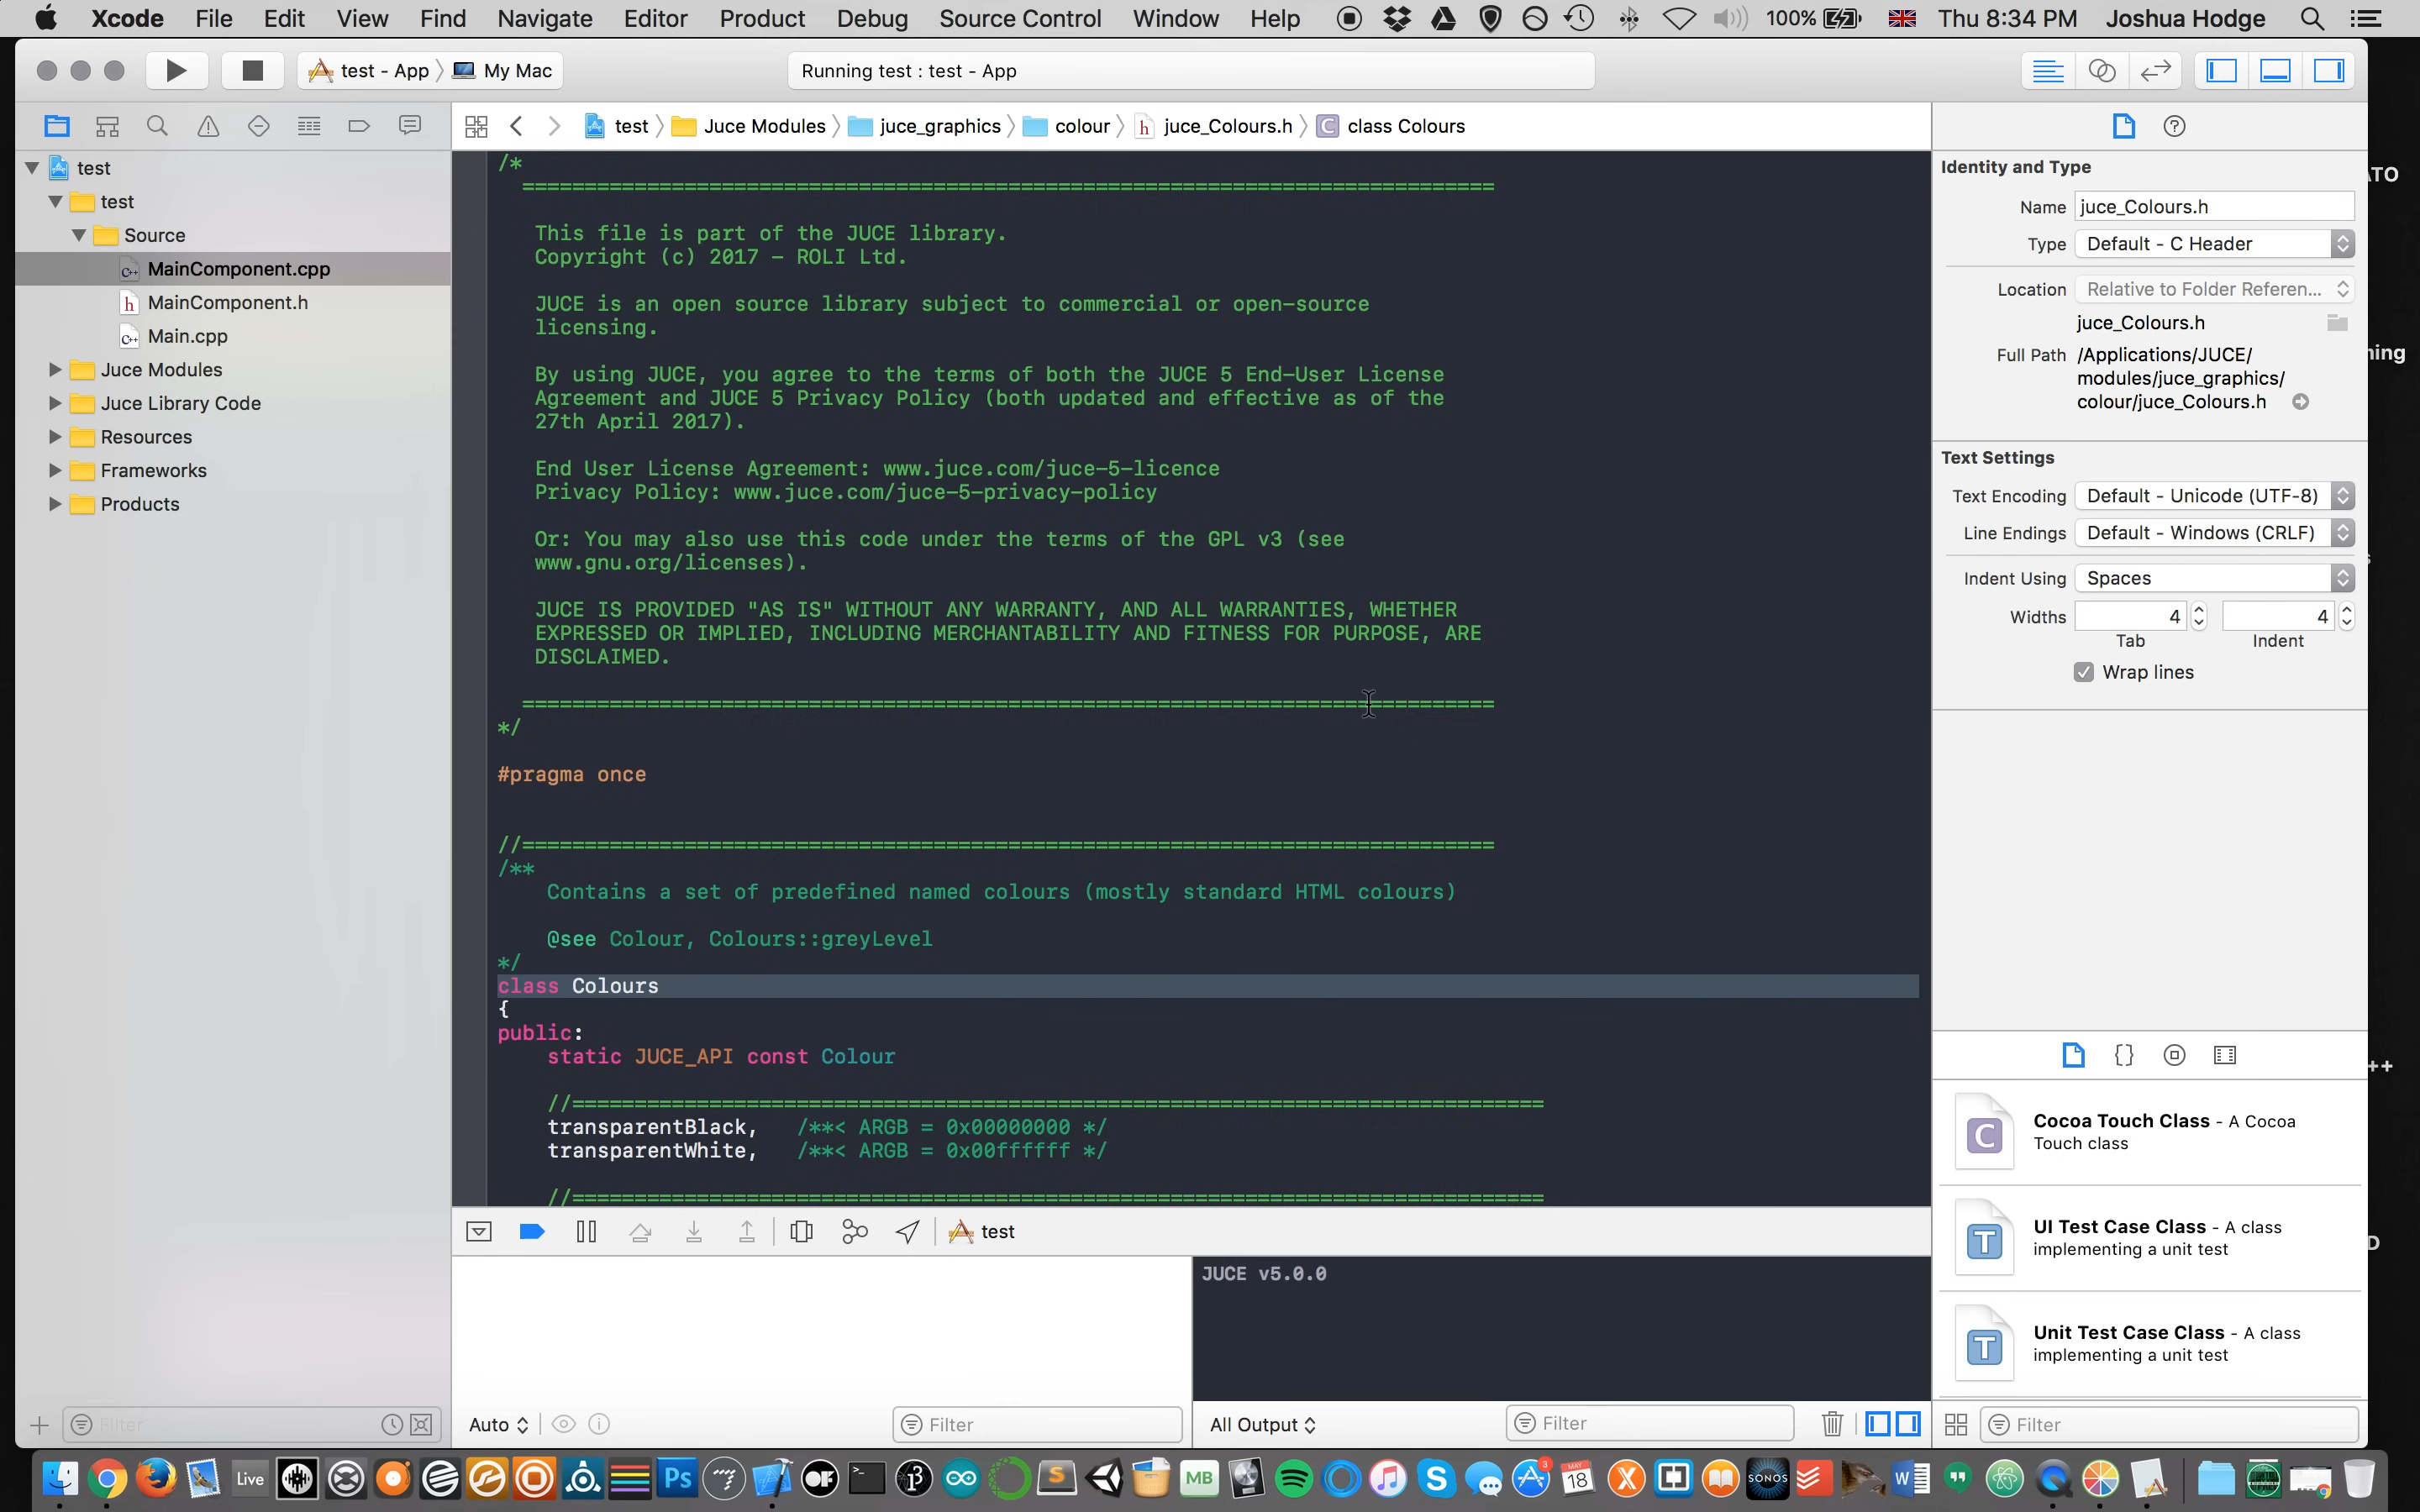 Xcode File Edit View Find Navigate Editor Product Debug Source Control Window Help 100% Thu 8:34 PM Joshua Hodge
test - App My Mac
Running test : test - App
test Juce Modules juce_graphics colour juce_Colours.h class Colours
test
test
Source
MainComponent.cpp
MainComponent.h
Main.cpp
Juce Modules
Juce Library Code
Resources
Frameworks
Products
Filter
/*
==============================================================================
This file is part of the JUCE library.
Copyright (c) 2017 - ROLI Ltd.
JUCE is an open source library subject to commercial or open-source
licensing.
By using JUCE, you agree to the terms of both the JUCE 5 End-User License
Agreement and JUCE 5 Privacy Policy (both updated and effective as of the
27th April 2017).
End User License Agreement: www.juce.com/juce-5-licence
Privacy Policy: www.juce.com/juce-5-privacy-policy
Or: You may also use this code under the terms of the GPL v3 (see
www.gnu.org/licenses).
JUCE IS PROVIDED "AS IS" WITHOUT ANY WARRANTY, AND ALL WARRANTIES, WHETHER
EXPRESSED OR IMPLIED, INCLUDING MERCHANTABILITY AND FITNESS FOR PURPOSE, ARE
DISCLAIMED.
==============================================================================
*/
#pragma once
//==============================================================================
/**
Contains a set of predefined named colours (mostly standard HTML colours)
@see Colour, Colours::greyLevel
*/
class Colours
{
public:
static JUCE_API const Colour
//==============================================================================
transparentBlack, /**< ARGB = 0x00000000 */
transparentWhite, /**< ARGB = 0x00ffffff */
//==============================================================================
test
JUCE v5.0.0
Auto
Filter
All Output
Filter
Identity and Type
Name juce_Colours.h
Type Default - C Header
Location Relative to Folder Referen...
juce_Colours.h
Full Path /Applications/JUCE/
modules/juce_graphics/
colour/juce_Colours.h
Text Settings
Text Encoding Default - Unicode (UTF-8)
Line Endings Default - Windows (CRLF)
Indent Using Spaces
Widths 4 4
Tab Indent
Wrap lines
{}
C
Cocoa Touch Class - A Cocoa
Touch class
T
UI Test Case Class - A class
implementing a unit test
T
Unit Test Case Class - A class
implementing a unit test
Filter
ATO
ning
++
D
Live Ps MB 3 MAY 18 SONOS W